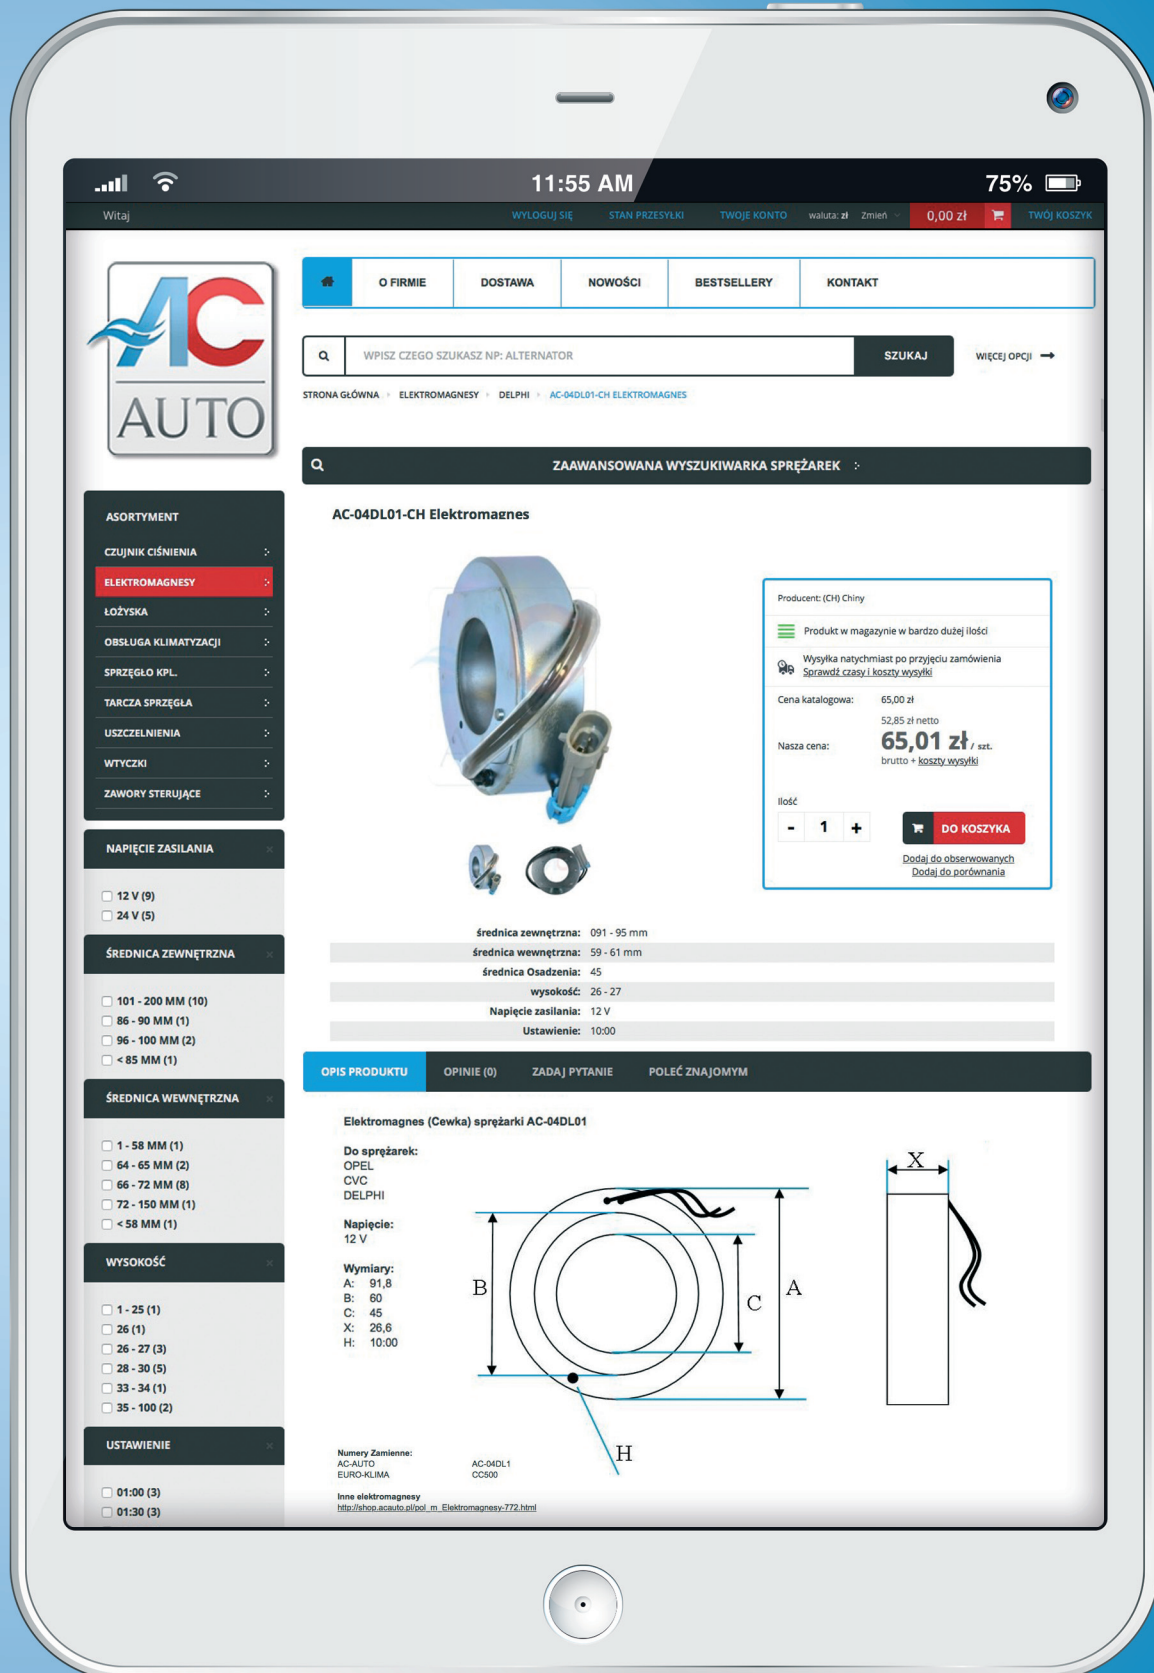 11:55 AM
75%
Witaj
WYLOGUJ SIĘ
STAN PRZESYŁKI
TWOJE KONTO
waluta: zł Zmień
0,00 zł
TWÓJ KOSZYK
AC
AUTO
O FIRMIE
DOSTAWA
NOWOŚCI
BESTSELLERY
KONTAKT
WPISZ CZEGO SZUKASZ NP: ALTERNATOR
SZUKAJ
WIĘCEJ OPCJI
STRONA GŁÓWNA
ELEKTROMAGNESY
DELPHI
AC-04DL01-CH ELEKTROMAGNES
ZAAWANSOWANA WYSZUKIWARKA SPRĘŻAREK
ASORTYMENT
CZUJNIK CIŚNIENIA
ELEKTROMAGNESY
ŁOŻYSKA
OBSŁUGA KLIMATYZACJI
SPRZĘGŁO KPL.
TARCZA SPRZĘGŁA
USZCZELNIENIA
WTYCZKI
ZAWORY STERUJĄCE
NAPIĘCIE ZASILANIA
12 V (9)
24 V (5)
ŚREDNICA ZEWNĘTRZNA
101 - 200 MM (10)
86 - 90 MM (1)
96 - 100 MM (2)
< 85 MM (1)
ŚREDNICA WEWNĘTRZNA
1 - 58 MM (1)
64 - 65 MM (2)
66 - 72 MM (8)
72 - 150 MM (1)
< 58 MM (1)
WYSOKOŚĆ
1 - 25 (1)
26 (1)
26 - 27 (3)
28 - 30 (5)
33 - 34 (1)
35 - 100 (2)
USTAWIENIE
01:00 (3)
01:30 (3)
AC-04DL01-CH Elektromagnes
Producent: (CH) Chiny
Produkt w magazynie w bardzo dużej ilości
Wysyłka natychmiast po przyjęciu zamówienia
Sprawdź czasy i koszty wysyłki
Cena katalogowa: 65,00 zł
52,85 zł netto
Nasza cena: 65,01 zł / szt.
brutto + koszty wysyłki
Ilość
- 1 +
DO KOSZYKA
Dodaj do obserwowanych
Dodaj do porównania
średnica zewnętrzna: 091 - 95 mm
średnica wewnętrzna: 59 - 61 mm
średnica Osadzenia: 45
wysokość: 26 - 27
Napięcie zasilania: 12 V
Ustawienie: 10:00
OPIS PRODUKTU
OPINIE (0)
ZADAJ PYTANIE
POLEĆ ZNAJOMYM
Elektromagnes (Cewka) sprężarki AC-04DL01
Do sprężarek:
OPEL
CVC
DELPHI
Napięcie:
12 V
Wymiary:
A: 91,8
B: 60
C: 45
X: 26,6
H: 10:00
B
C
A
X
H
Numery Zamienne:
AC-AUTO AC-04DL1
EURO-KLIMA CC500
Inne elektromagnesy
http://shop.acauto.pl/pol_m_Elektromagnesy-772.html